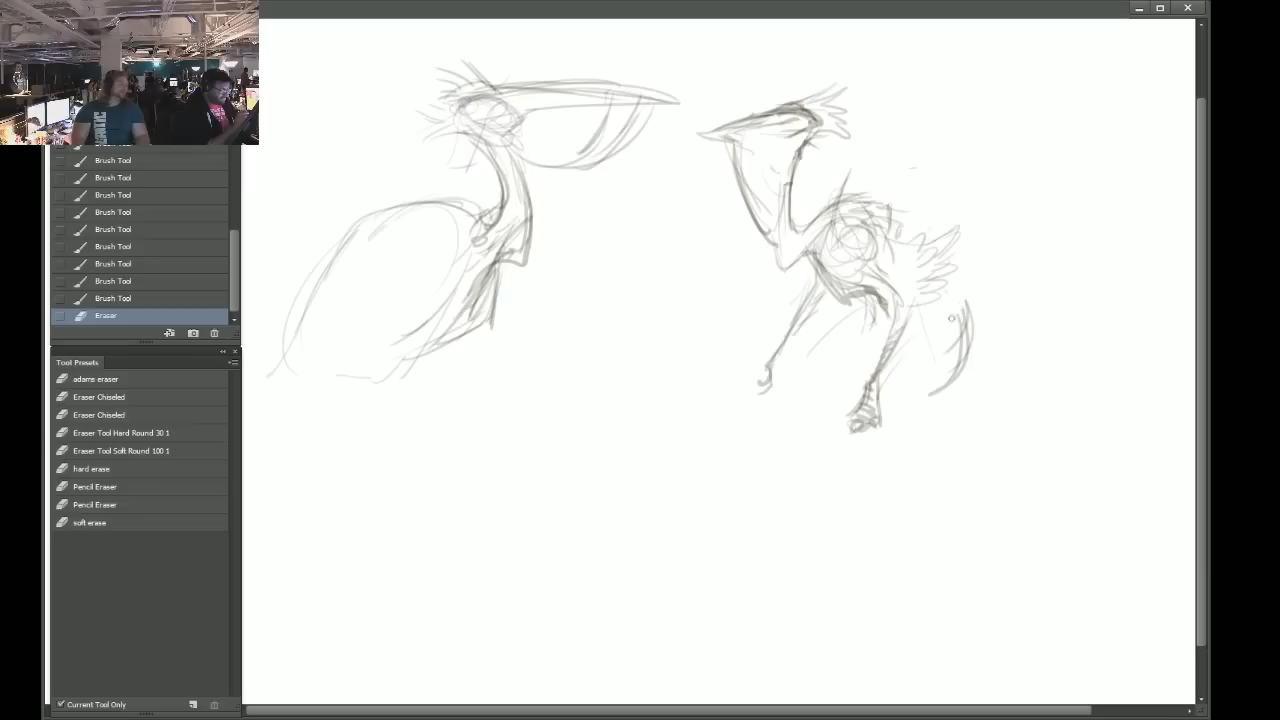 Brush Tool
Brush Tool
Brush Tool
Brush Tool
Brush Tool
Brush Tool
Brush Tool
Brush Tool
Brush Tool
Eraser
Tool Presets
adams eraser
Eraser Chiseled
Eraser Chiseled
Eraser Tool Hard Round 30 1
Eraser Tool Soft Round 100 1
hard erase
Pencil Eraser
Pencil Eraser
soft erase
Current Tool Only